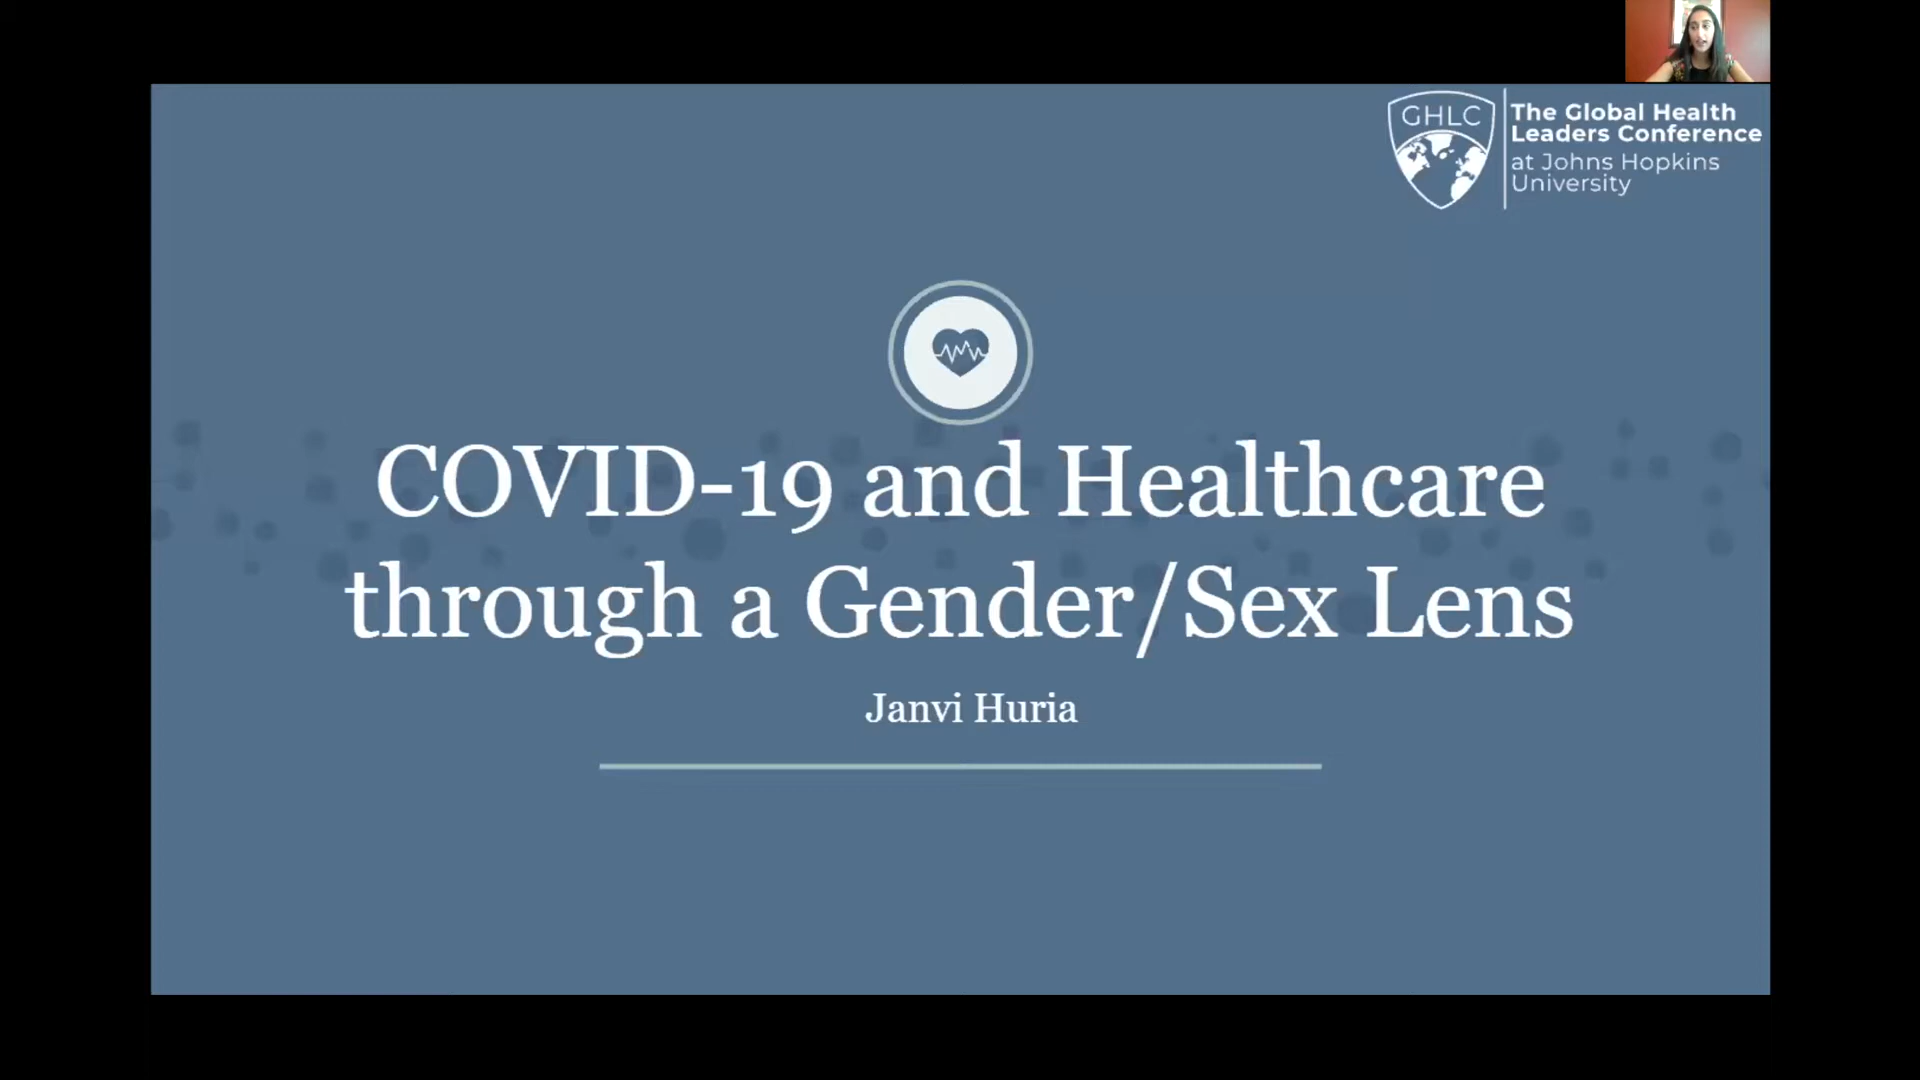 GHLC
The Global Health
Leaders Conference
at Johns Hopkins
University
COVID-19 and Healthcare
through a Gender/Sex Lens
Janvi Huria